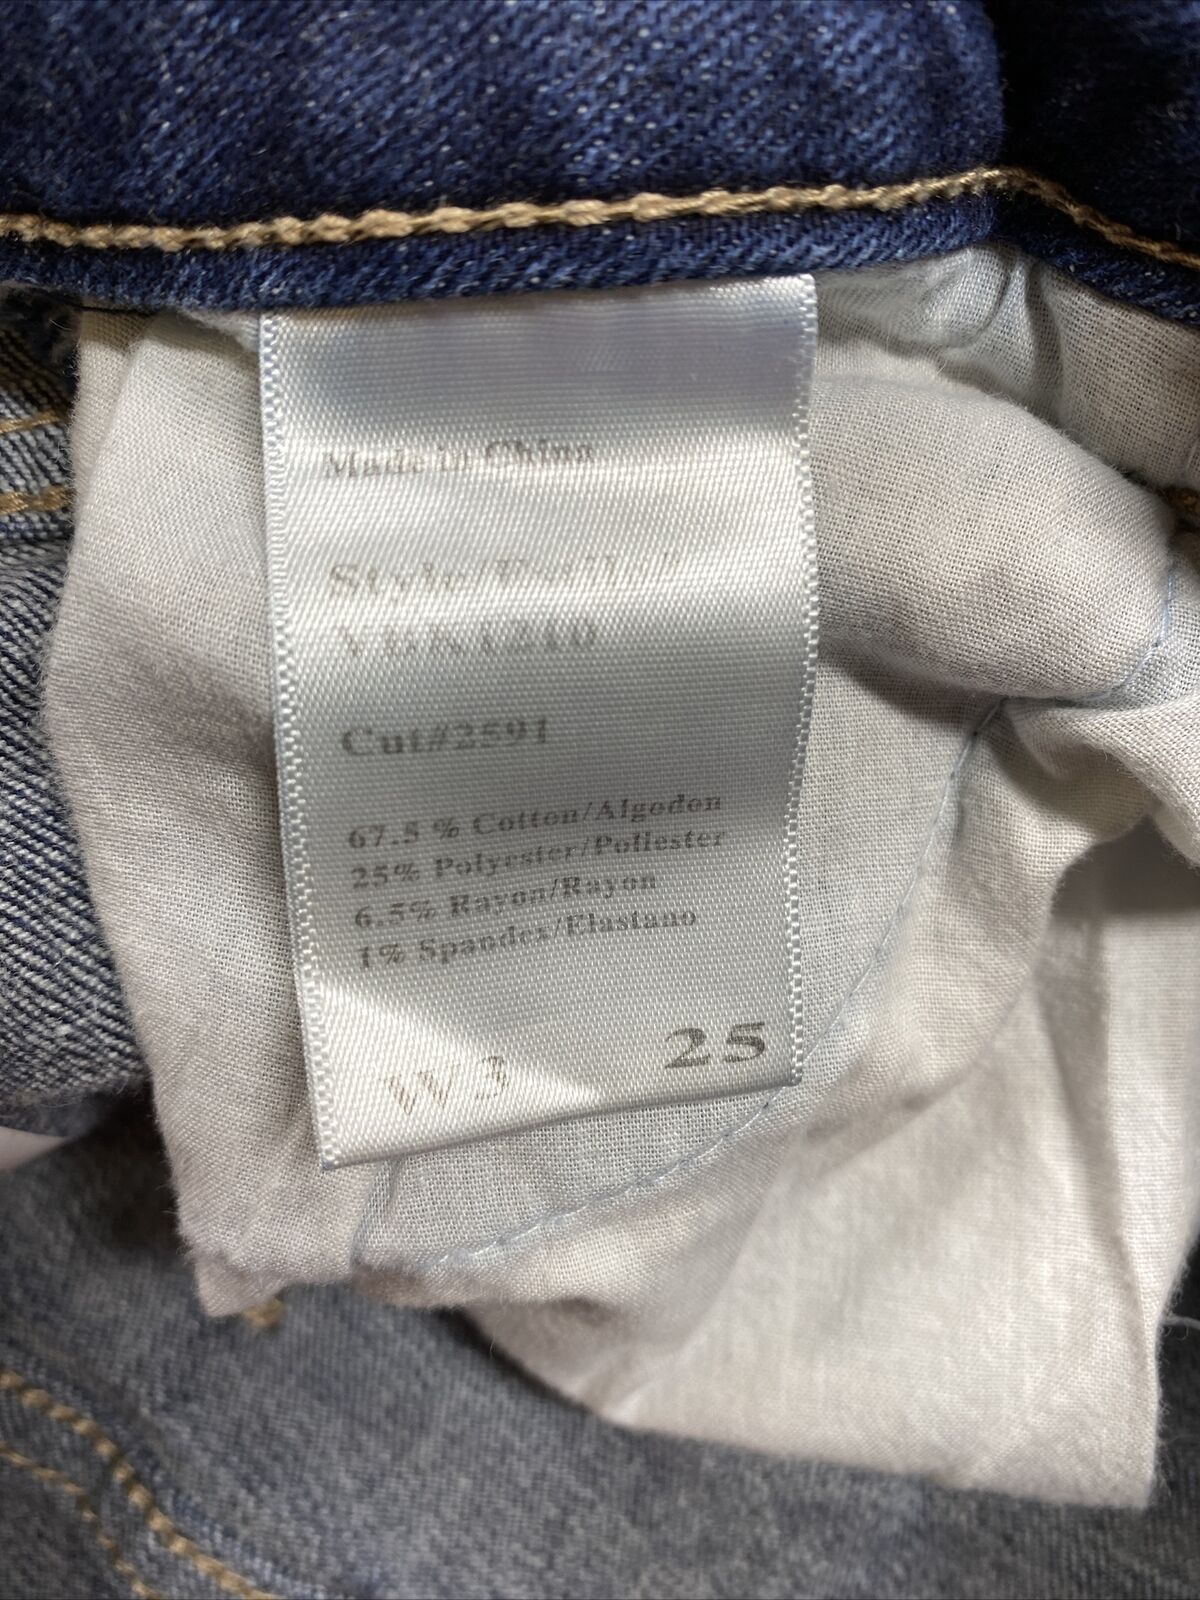 Made in China
Cut#2591
67.5 % Cotton/Algodon
25% Polyester/Poliester
6.5% Rayon/Rayon
1% Spandex/Elastano
W3 25